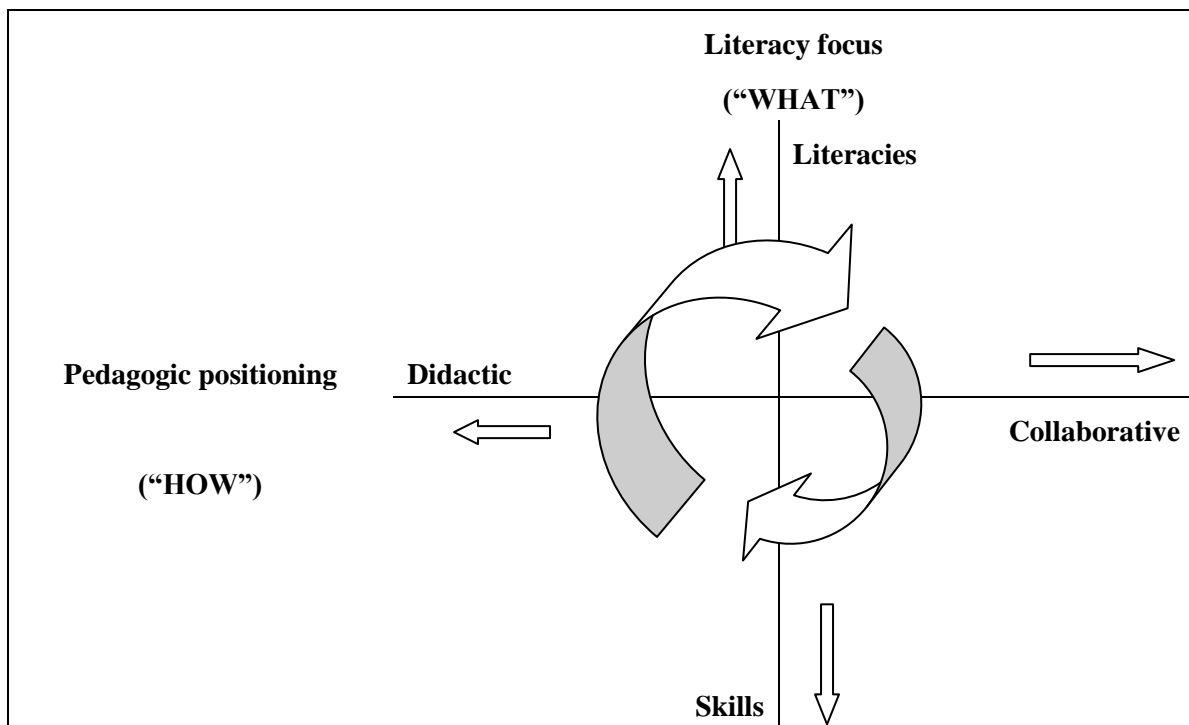 Literacy focus
(“WHAT”)
Literacies
Pedagogic positioning
Didactic
Collaborative
(“HOW”)
Skills